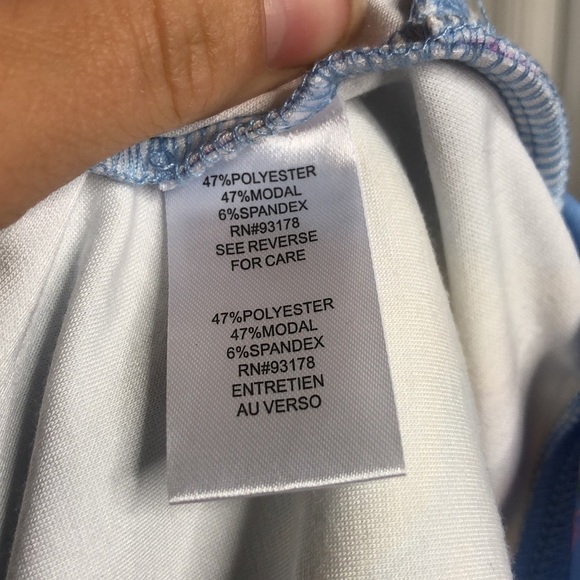 47%POLYESTER
47%MODAL
6%SPANDEX
RN#93178
SEE REVERSE
FOR CARE
47%POLYESTER
47%MODAL
6%SPANDEX
RN#93178
ENTRETIEN
AU VERSO